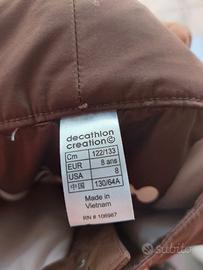 decathlon
creation©
Cm 122/133
EUR 8 ans
USA 8
中国 130/64A
Made in
Vietnam
RN # 106967
subito